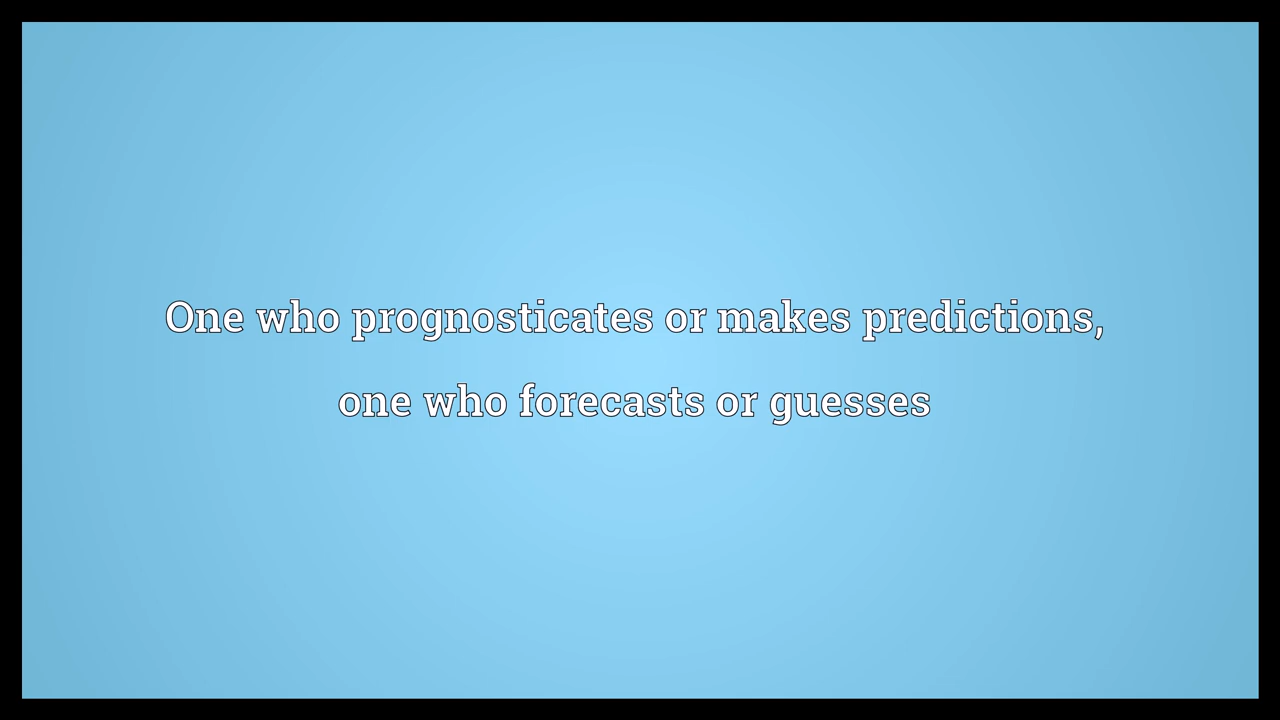 One who prognosticates or makes predictions,
one who forecasts or guesses